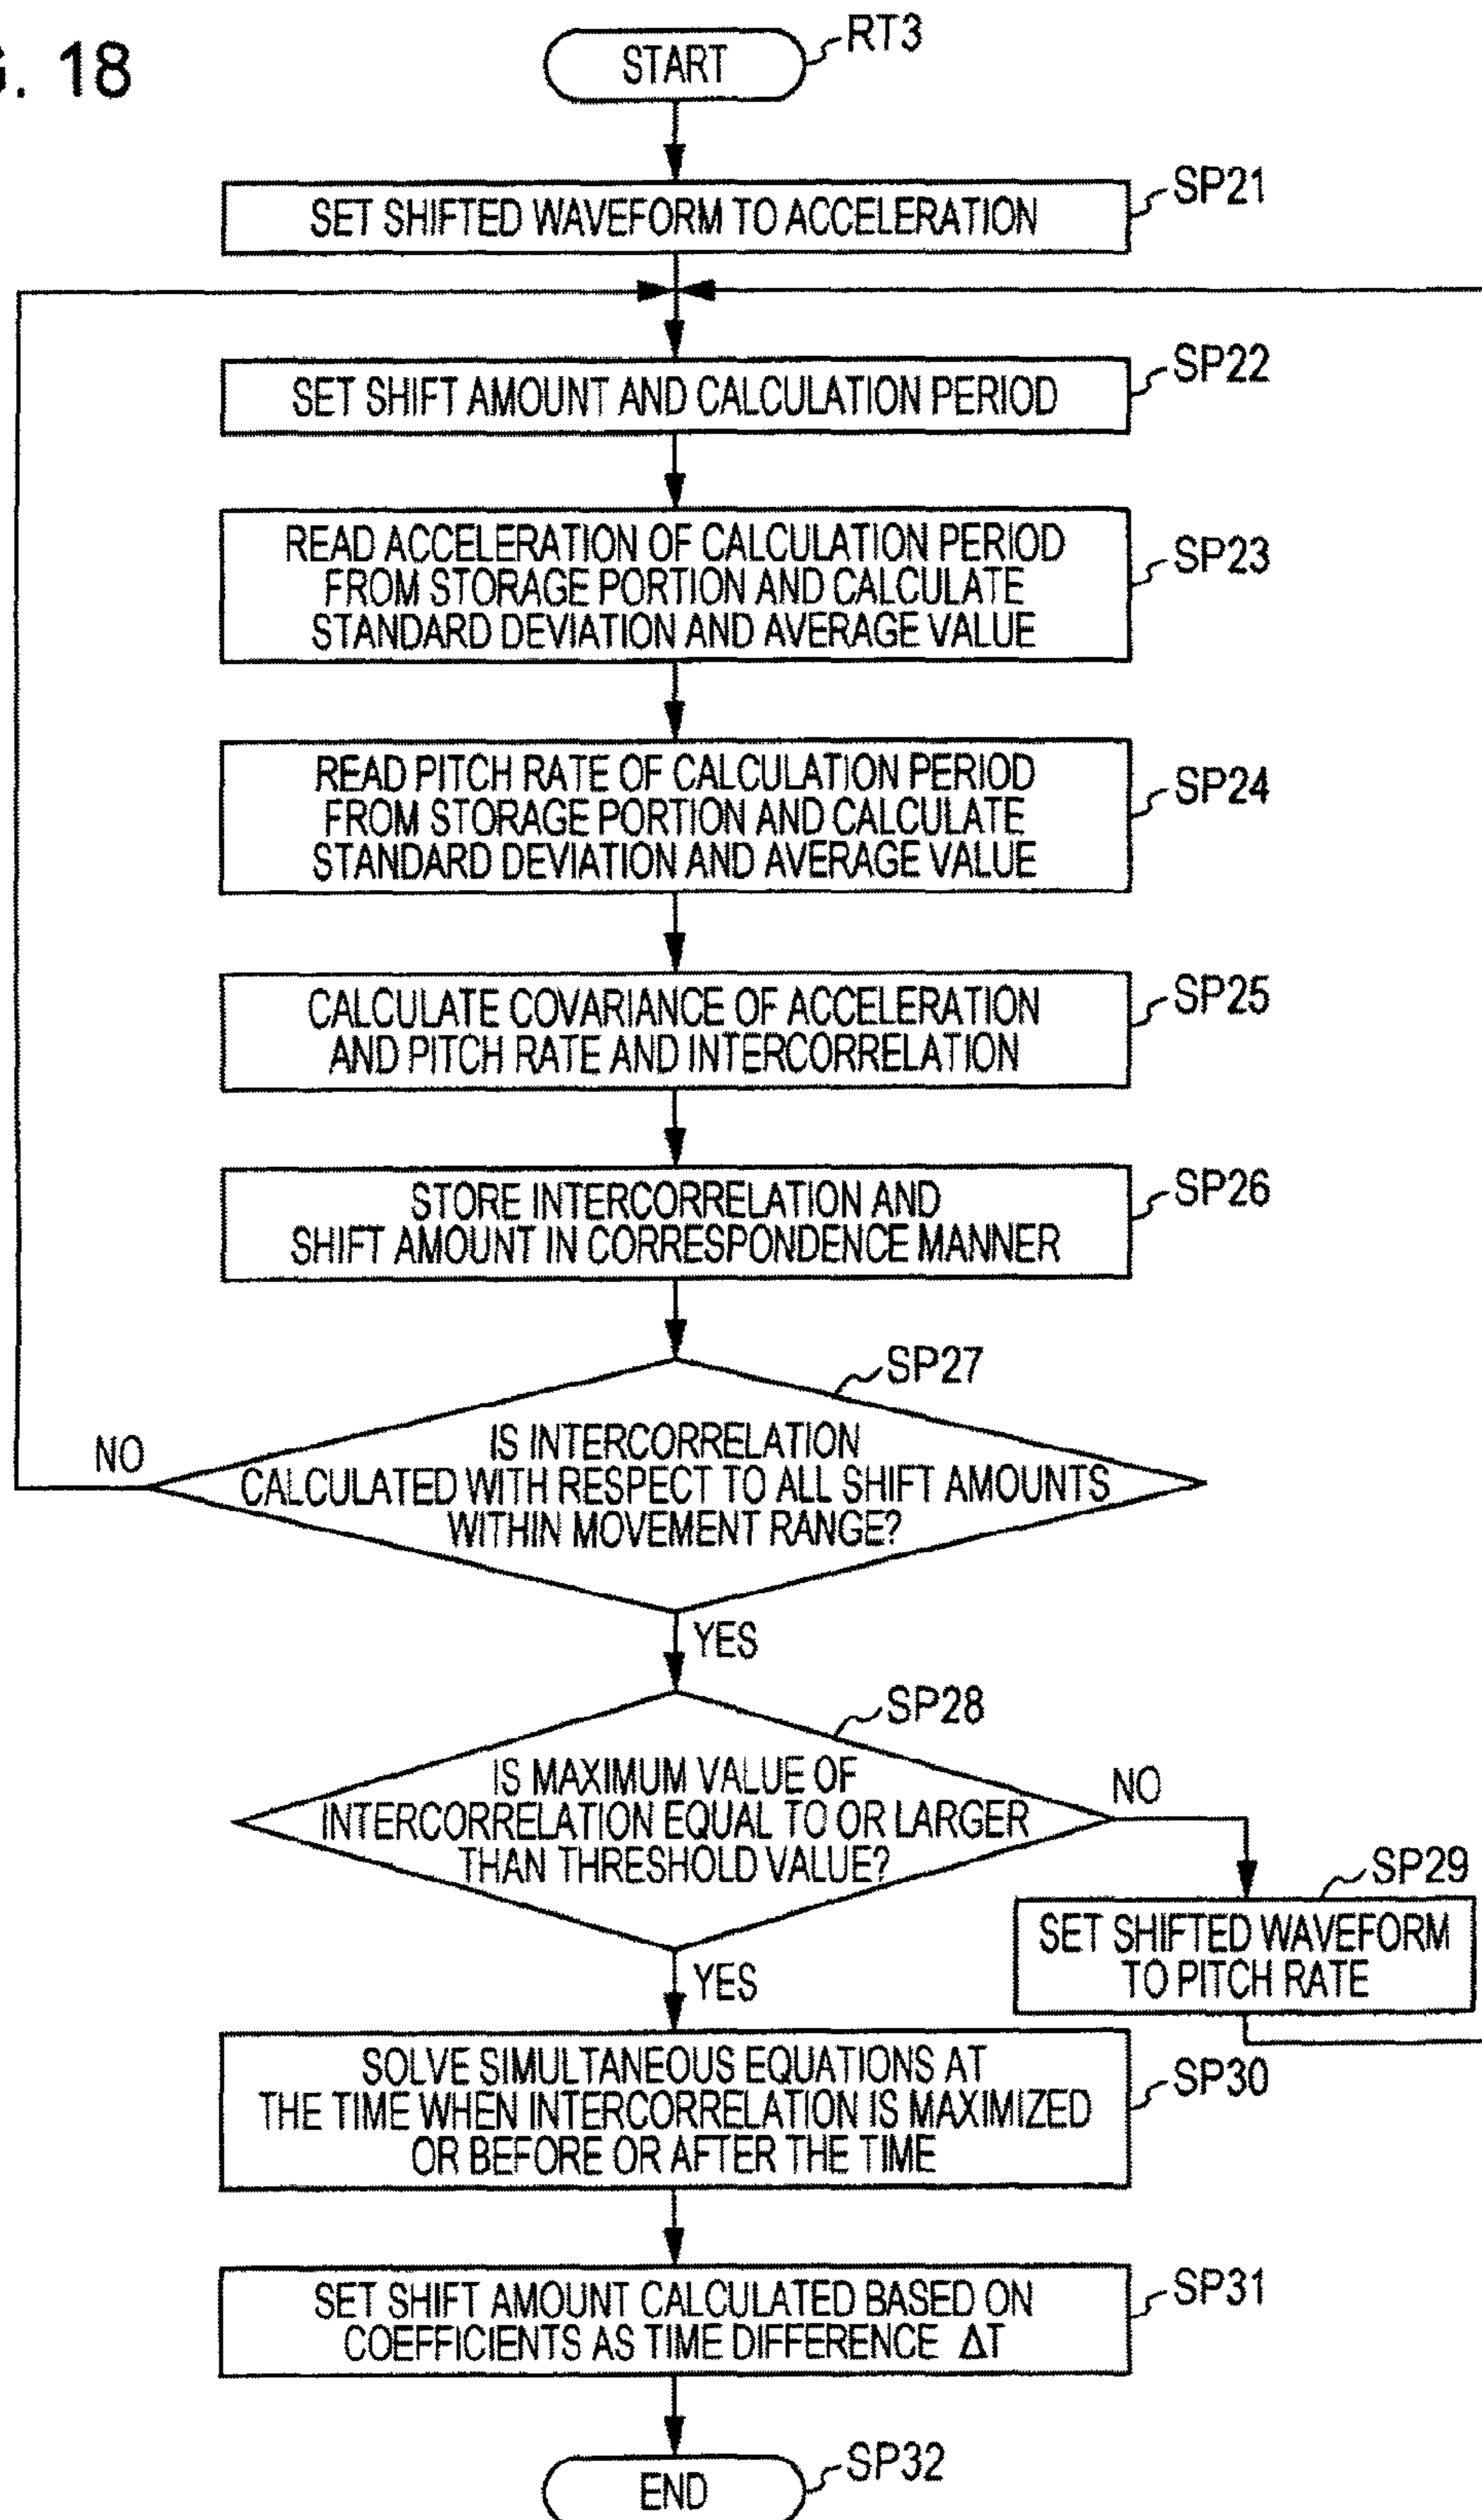 G. 18
START
RT3
SET SHIFTED WAVEFORM TO ACCELERATION
SP21
SET SHIFT AMOUNT AND CALCULATION PERIOD
SP22
READ ACCELERATION OF CALCULATION PERIOD
FROM STORAGE PORTION AND CALCULATE
STANDARD DEVIATION AND AVERAGE VALUE
SP23
READ PITCH RATE OF CALCULATION PERIOD
FROM STORAGE PORTION AND CALCULATE
STANDARD DEVIATION AND AVERAGE VALUE
SP24
CALCULATE COVARIANCE OF ACCELERATION
AND PITCH RATE AND INTERCORRELATION
SP25
STORE INTERCORRELATION AND
SHIFT AMOUNT IN CORRESPONDENCE MANNER
SP26
SP27
IS INTERCORRELATION
CALCULATED WITH RESPECT TO ALL SHIFT AMOUNTS
WITHIN MOVEMENT RANGE?
NO
YES
SP28
IS MAXIMUM VALUE OF
INTERCORRELATION EQUAL TO OR LARGER
THAN THRESHOLD VALUE?
NO
SP29
SET SHIFTED WAVEFORM
TO PITCH RATE
YES
SOLVE SIMULTANEOUS EQUATIONS AT
THE TIME WHEN INTERCORRELATION IS MAXIMIZED
OR BEFORE OR AFTER THE TIME
SP30
SET SHIFT AMOUNT CALCULATED BASED ON
COEFFICIENTS AS TIME DIFFERENCE ΔT
SP31
END
SP32